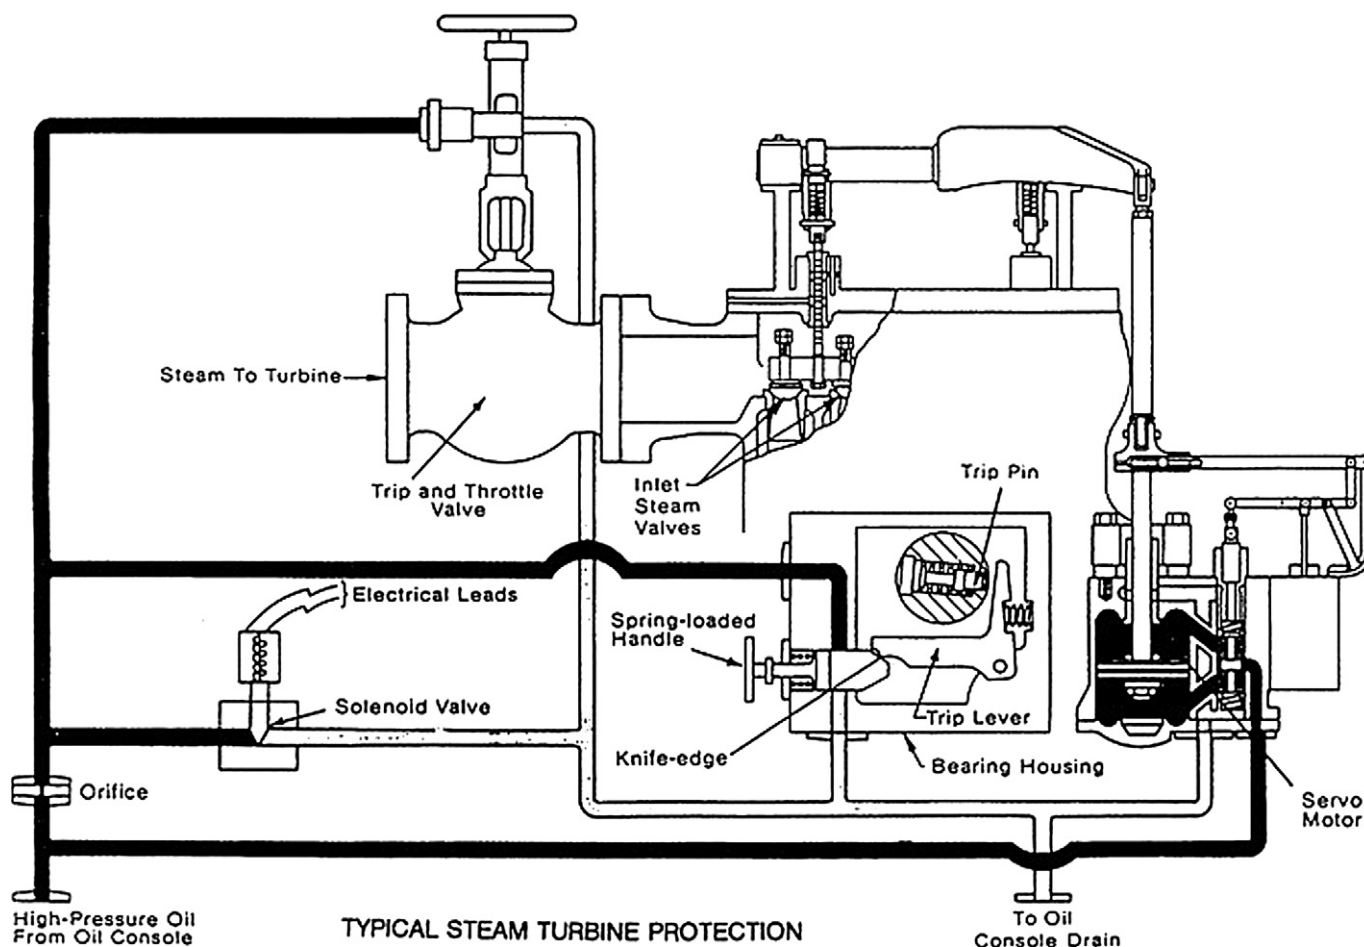 Steam To Turbine
Trip and Throttle
Valve
Inlet
Steam
Valves
Trip Pin
Electrical Leads
Spring-loaded
Handle
Solenoid Valve
Trip Lever
Knife-edge
Bearing Housing
Orifice
Servo
Motor
High-Pressure Oil
From Oil Console
TYPICAL STEAM TURBINE PROTECTION
To Oil
Console Drain